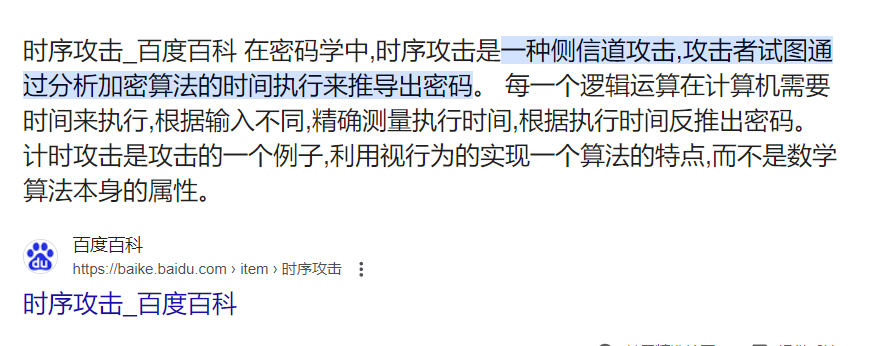 时序攻击_百度百科 在密码学中,时序攻击是一种侧信道攻击,攻击者试图通
过分析加密算法的时间执行来推导出密码。 每一个逻辑运算在计算机需要
时间来执行,根据输入不同,精确测量执行时间,根据执行时间反推出密码。
计时攻击是攻击的一个例子,利用视行为的实现一个算法的特点,而不是数学
算法本身的属性。
百度百科
https://baike.baidu.com › item › 时序攻击
时序攻击_百度百科